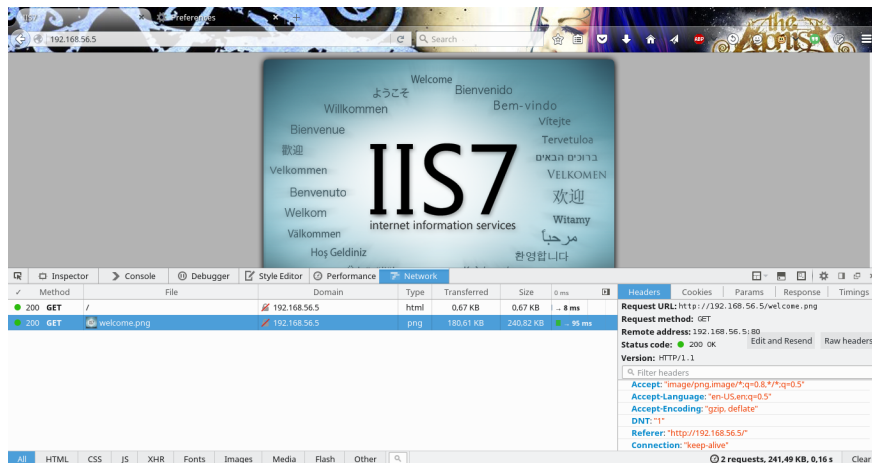 IIS7 Preferences
192.168.56.5 Search ABP
Welcome
ようこそ Bienvenido
Willkommen Bem-vindo
Vítejte
Bienvenue Tervetuloa
歡迎 ברוכים הבאים
Velkommen VELKOMEN
IIS7
Benvenuto 欢迎
Welkom Witamy
internet information services
Välkommen مرحباً
Hoş Geldiniz 환영합니다
Inspector Console Debugger Style Editor Performance Network
✓ Method File Domain Type Transferred Size 0 ms Headers Cookies Params Response Timings
200 GET / 192.168.56.5 html 0,67 KB 0,67 KB → 8 ms Request URL: http://192.168.56.5/welcome.png
200 GET welcome.png 192.168.56.5 png 180,61 KB 240,82 KB → 95 ms Request method: GET
Remote address: 192.168.56.5:80
Status code: 200 OK Edit and Resend Raw headers
Version: HTTP/1.1
Filter headers
Accept: "image/png,image/*;q=0.8,*/*;q=0.5"
Accept-Language: "en-US,en;q=0.5"
Accept-Encoding: "gzip, deflate"
DNT: "1"
Referer: "http://192.168.56.5/"
Connection: "keep-alive"
All HTML CSS JS XHR Fonts Images Media Flash Other 2 requests, 241,49 KB, 0,16 s Clear